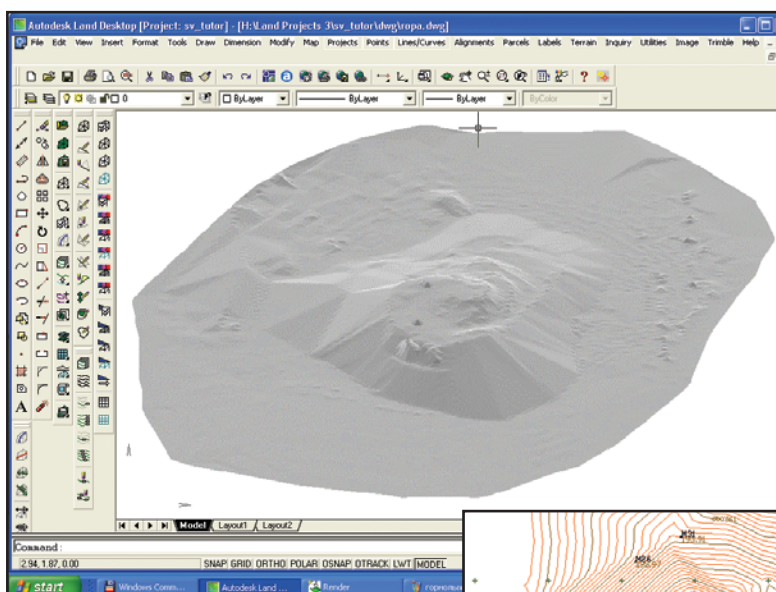 Autodesk Land Desktop [Project: sv_tutor] - [H:\Land Projects 3\sv_tutor\dwg\ropa.dwg]
File Edit View Insert Format Tools Draw Dimension Modify Map Projects Points Lines/Curves Alignments Parcels Labels Terrain Inquiry Utilities Image Trimble Help
0 ByLayer ByLayer ByLayer ByColor
A
Model Layout1 Layout2
Command:
2.94, 1.87, 0.00 SNAP GRID ORTHO POLAR OSNAP OTRACK LWT MODEL
start Windows Comm... Autodesk Land ... Render